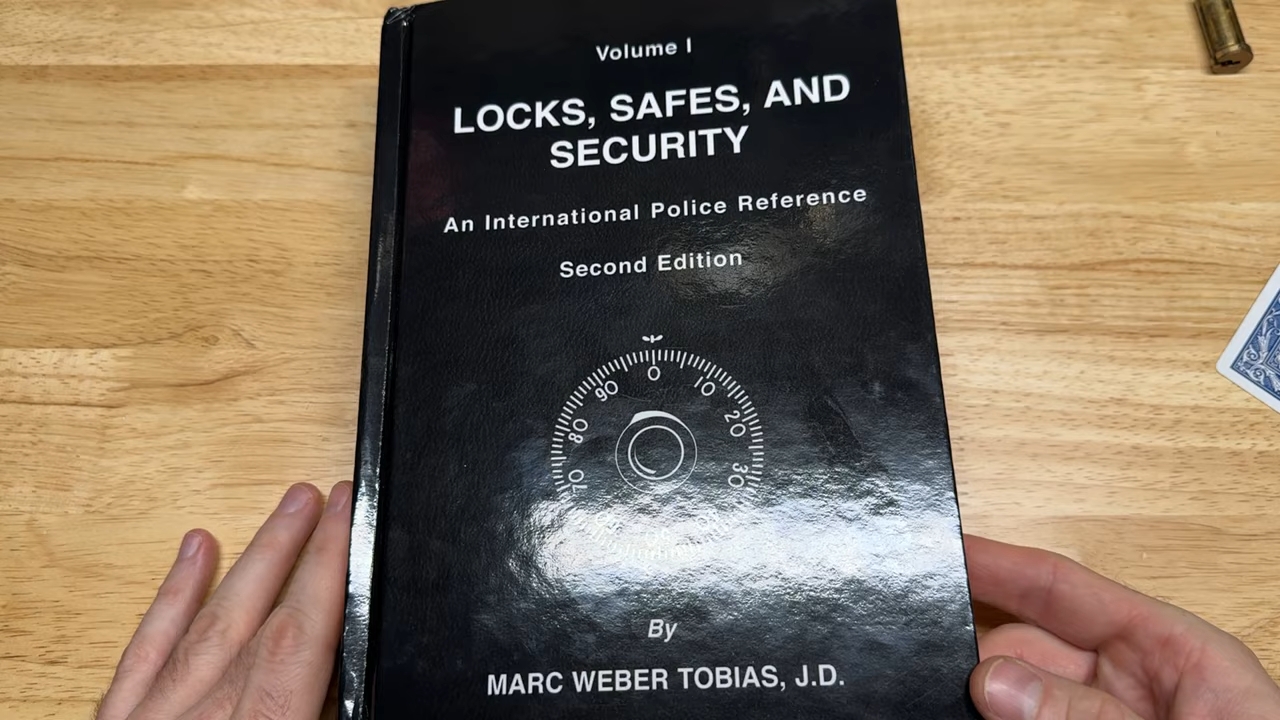 Volume I
LOCKS, SAFES, AND
SECURITY
An International Police Reference
Second Edition
0
90
10
80
20
70
30
By
MARC WEBER TOBIAS, J.D.